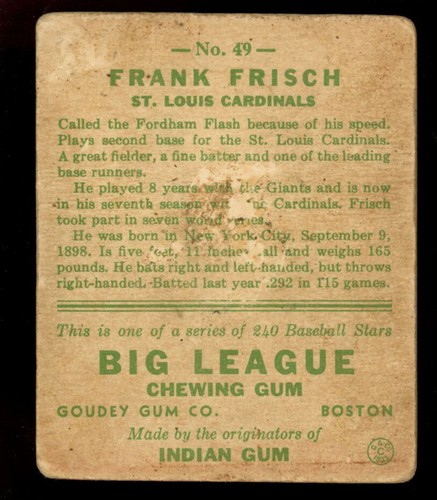 — No. 49 —
FRANK FRISCH
ST. LOUIS CARDINALS
Called the Fordham Flash because of his speed.
Plays second base for the St. Louis Cardinals.
A great fielder, a fine batter and one of the leading
base runners.
He played 8 years with the Giants and is now
in his seventh season Cardinals. Frisch
took part in seven world series.
He was born in New York City, September 9,
1898. Is five feet, 11 inches tall and weighs 165
pounds. He bats right and left-handed, but throws
right-handed. Batted last year .292 in 115 games.
This is one of a series of 240 Baseball Stars
BIG LEAGUE
CHEWING GUM
GOUDEY GUM CO. BOSTON
Made by the originators of
INDIAN GUM